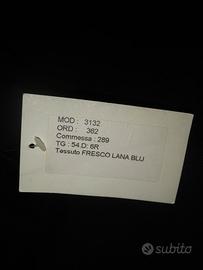 MOD : 3132
ORD : 362
Commessa : 289
TG : 54 D: 6R
Tessuto FRESCO LANA BLU
subito